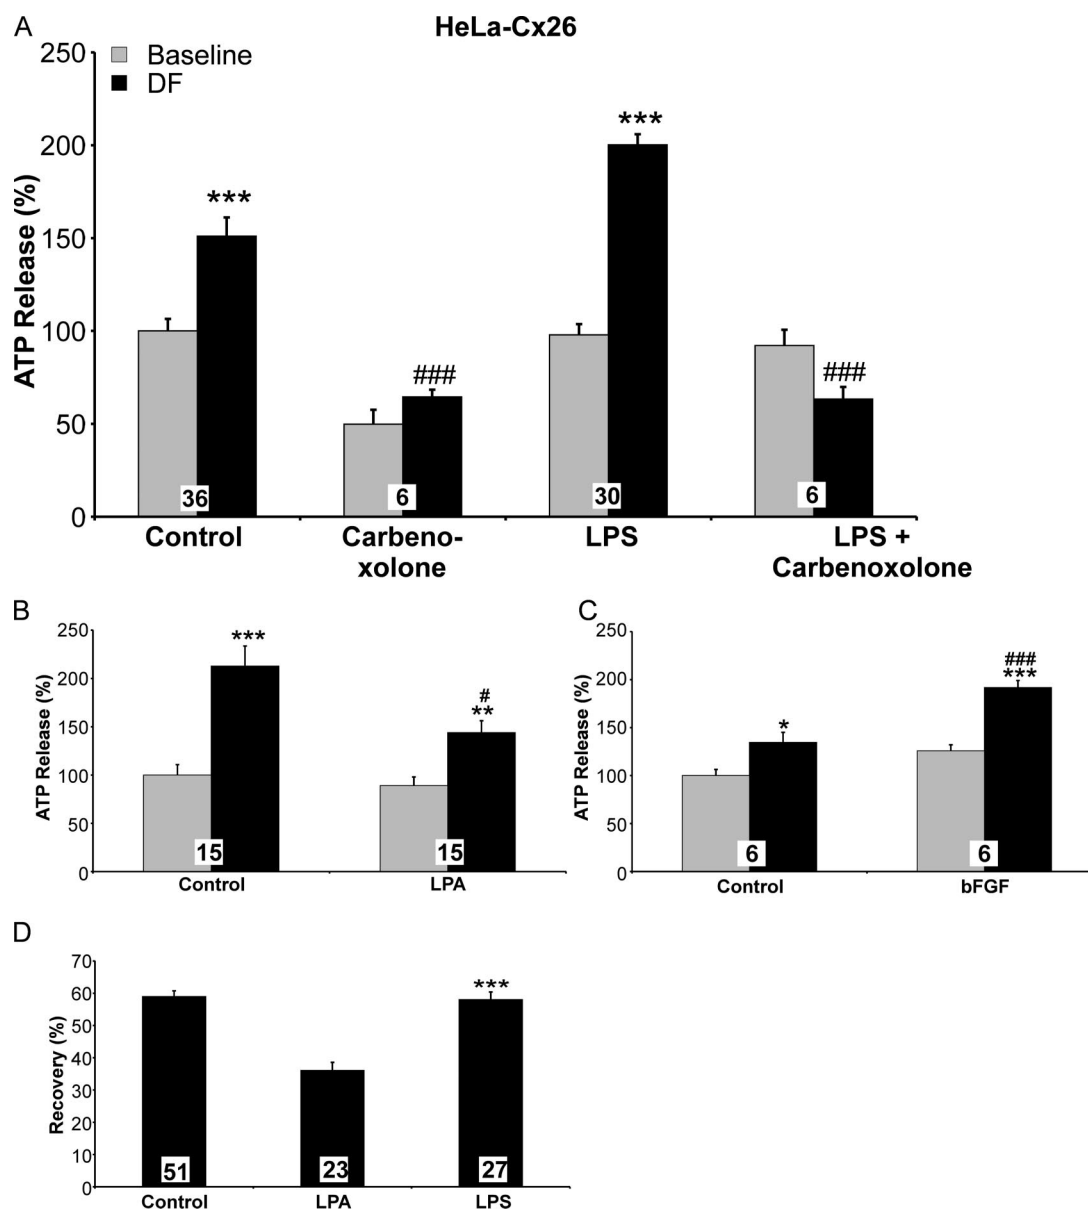 A
HeLa-Cx26
250
Baseline
DF
200
150
100
50
0
ATP Release (%)
***
###
***
###
36
6
30
6
Control
Carbeno-
xolone
LPS
LPS +
Carbenoxolone
B
250
200
150
100
50
0
ATP Release (%)
***
#
**
15
15
Control
LPA
C
250
200
150
100
50
0
ATP Release (%)
*
###
***
6
6
Control
bFGF
D
70
60
50
40
30
20
10
0
Recovery (%)
***
51
23
27
Control
LPA
LPS